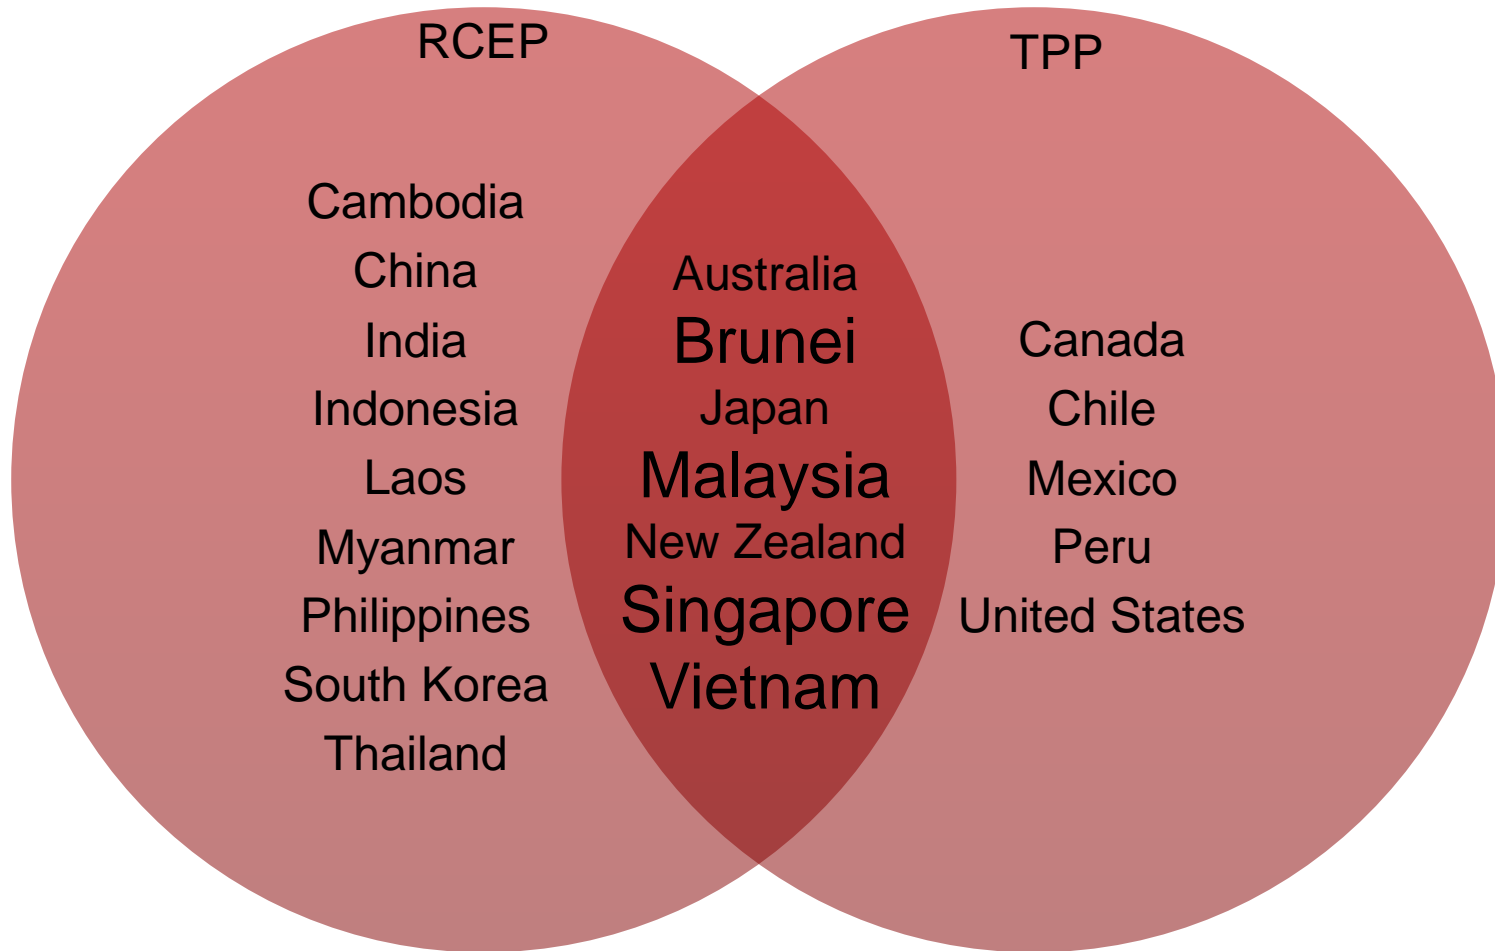 RCEP
TPP
Cambodia
China
India
Indonesia
Laos
Myanmar
Philippines
South Korea
Thailand
Australia
Brunei
Japan
Malaysia
New Zealand
Singapore
Vietnam
Canada
Chile
Mexico
Peru
United States